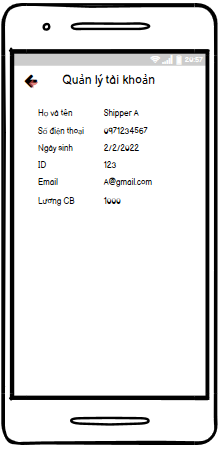 20:57
Quản lý tài khoản
Họ và tên Shipper A
Số điện thoại 0971234567
Ngày sinh 2/2/2022
ID 123
Email A@gmail.com
Lương CB 1000